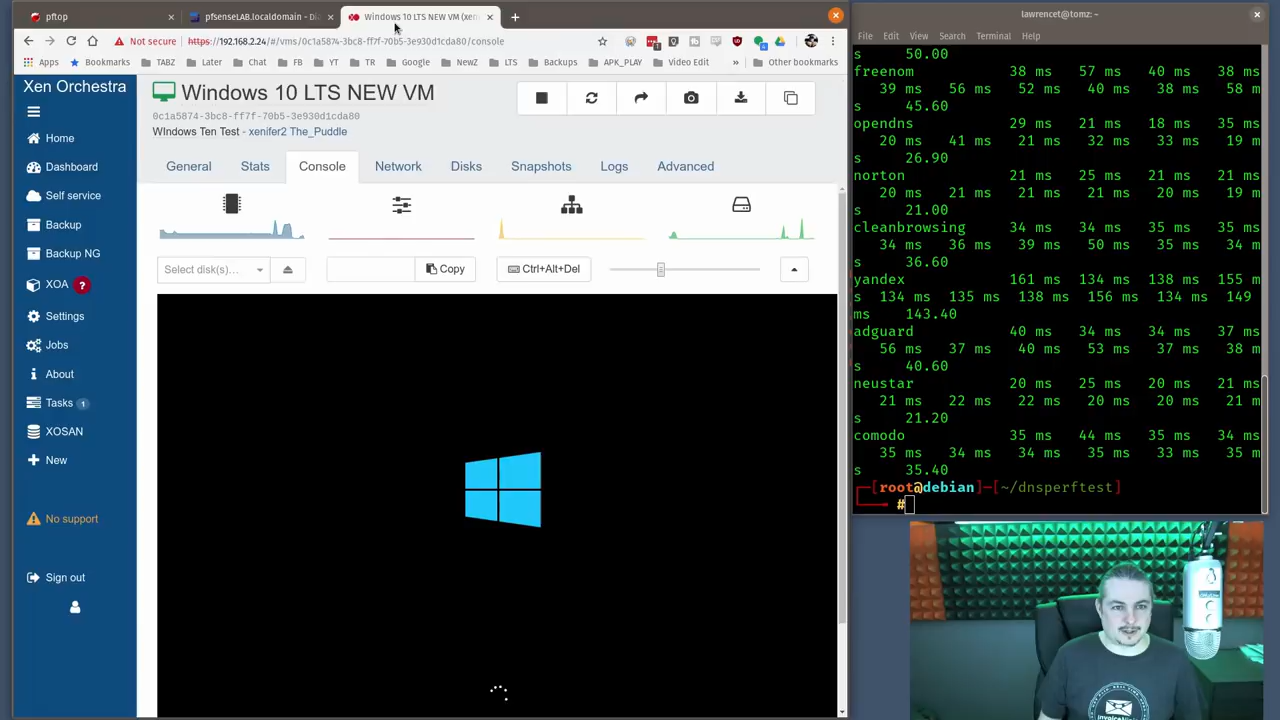 pftop
pfsenseLAB.localdomain - Dia
Windows 10 LTS NEW VM (xen
Not secure
https://192.168.2.24/#/vms/0c1a5874-3bc8-ff7f-70b5-3e930d1cda80/console
Apps
Bookmarks
TABZ
Later
Chat
FB
YT
TR
Google
NewZ
LTS
Backups
APK_PLAY
Video Edit
»
Other bookmarks
Xen Orchestra
Home
Dashboard
Self service
Backup
Backup NG
XOA ?
Settings
Jobs
About
Tasks 1
XOSAN
New
No support
Sign out
Windows 10 LTS NEW VM
0c1a5874-3bc8-ff7f-70b5-3e930d1cda80
WIndows Ten Test - xenifer2 The_Puddle
General Stats Console Network Disks Snapshots Logs Advanced
Select disk(s)...
Copy
Ctrl+Alt+Del
lawrencet@tomz: ~
File Edit View Search Terminal Help
s 50.00
freenom 38 ms 57 ms 40 ms 38 ms
39 ms 56 ms 52 ms 40 ms 38 ms 58 m
s 45.60
opendns 29 ms 21 ms 18 ms 35 ms
20 ms 41 ms 21 ms 32 ms 33 ms 19 m
s 26.90
norton 21 ms 25 ms 21 ms 21 ms
20 ms 21 ms 21 ms 21 ms 20 ms 19 m
s 21.00
cleanbrowsing 34 ms 34 ms 35 ms 35 ms
34 ms 36 ms 39 ms 50 ms 35 ms 34 m
s 36.60
yandex 161 ms 134 ms 138 ms 155 m
s 134 ms 135 ms 138 ms 156 ms 134 ms 149
ms 143.40
adguard 40 ms 34 ms 34 ms 37 ms
56 ms 37 ms 40 ms 53 ms 37 ms 38 m
s 40.60
neustar 20 ms 25 ms 20 ms 21 ms
21 ms 22 ms 22 ms 20 ms 20 ms 21 m
s 21.20
comodo 35 ms 44 ms 35 ms 34 ms
35 ms 34 ms 34 ms 35 ms 33 ms 35 m
s 35.40
[root@debian]-[~/dnsperftest]
#